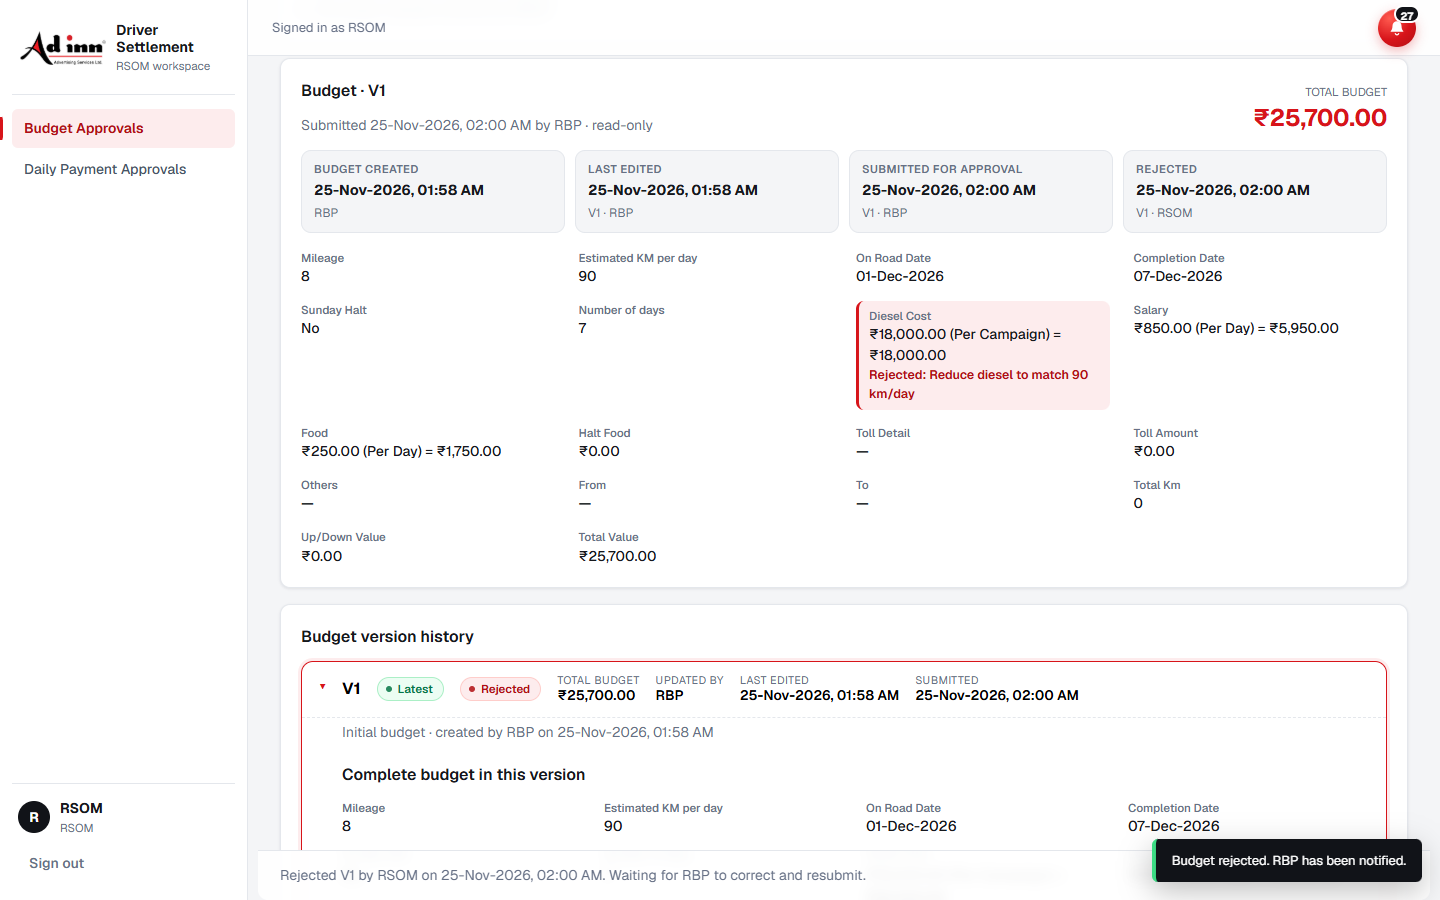 Ad inn
Advertising Services Ltd.
Driver
Settlement
RSOM workspace
Signed in as RSOM
27
Budget Approvals
Daily Payment Approvals
Budget · V1
TOTAL BUDGET
₹25,700.00
Submitted 25-Nov-2026, 02:00 AM by RBP · read-only
BUDGET CREATED
25-Nov-2026, 01:58 AM
RBP
LAST EDITED
25-Nov-2026, 01:58 AM
V1 · RBP
SUBMITTED FOR APPROVAL
25-Nov-2026, 02:00 AM
V1 · RBP
REJECTED
25-Nov-2026, 02:00 AM
V1 · RSOM
Mileage
8
Estimated KM per day
90
On Road Date
01-Dec-2026
Completion Date
07-Dec-2026
Sunday Halt
No
Number of days
7
Diesel Cost
₹18,000.00 (Per Campaign) =
₹18,000.00
Rejected: Reduce diesel to match 90
km/day
Salary
₹850.00 (Per Day) = ₹5,950.00
Food
₹250.00 (Per Day) = ₹1,750.00
Halt Food
₹0.00
Toll Detail
—
Toll Amount
₹0.00
Others
—
From
—
To
—
Total Km
0
Up/Down Value
₹0.00
Total Value
₹25,700.00
Budget version history
V1
Latest
Rejected
TOTAL BUDGET
₹25,700.00
UPDATED BY
RBP
LAST EDITED
25-Nov-2026, 01:58 AM
SUBMITTED
25-Nov-2026, 02:00 AM
Initial budget · created by RBP on 25-Nov-2026, 01:58 AM
Complete budget in this version
Mileage
8
Estimated KM per day
90
On Road Date
01-Dec-2026
Completion Date
07-Dec-2026
R
RSOM
RSOM
Sign out
Rejected V1 by RSOM on 25-Nov-2026, 02:00 AM. Waiting for RBP to correct and resubmit.
Budget rejected. RBP has been notified.